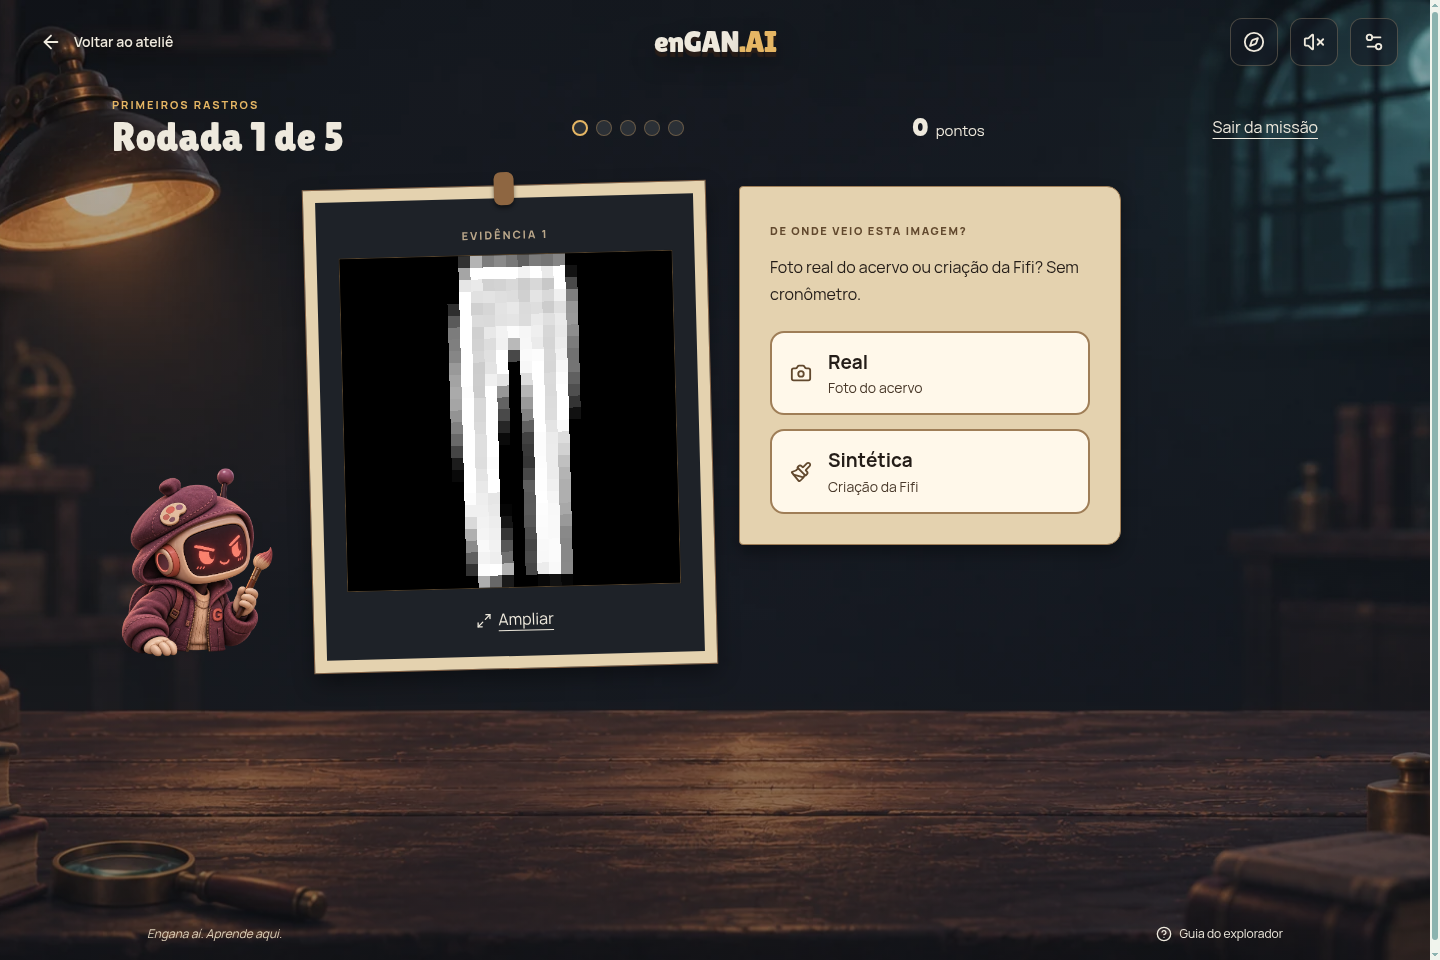 Voltar ao ateliê
enGAN.AI
PRIMEIROS RASTROS
Rodada 1 de 5
0 pontos
Sair da missão
EVIDÊNCIA 1
Ampliar
DE ONDE VEIO ESTA IMAGEM?
Foto real do acervo ou criação da Fifi? Sem
cronômetro.
Real
Foto do acervo
Sintética
Criação da Fifi
G
Engana ai. Aprende aqui.
Guia do explorador